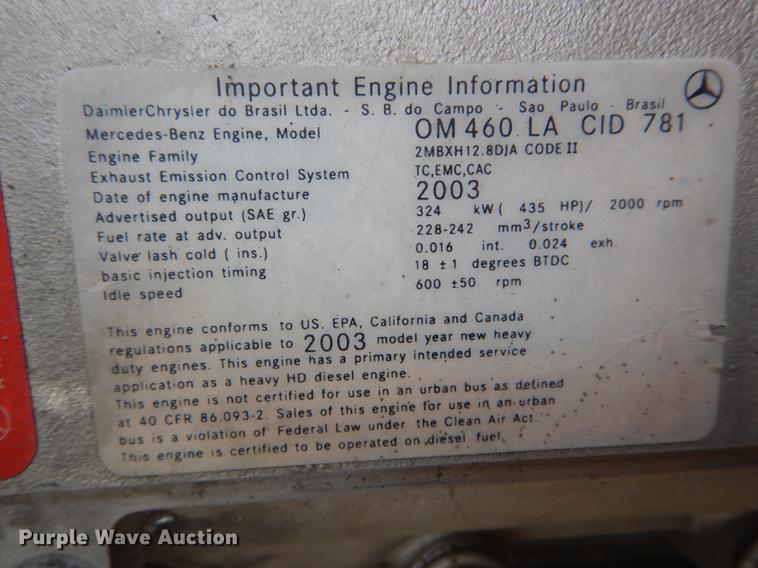 Important Engine Information
DaimlerChrysler do Brasil Ltda. - S. B. do Campo - Sao Paulo - Brasil
Mercedes-Benz Engine, Model OM 460 LA CID 781
Engine Family 2MBXH12.8DJA CODE II
Exhaust Emission Control System TC,EMC,CAC
Date of engine manufacture 2003
Advertised output (SAE gr.) 324 kW( 435 HP)/ 2000 rpm
Fuel rate at adv. output 228-242 mm3/stroke
Valve lash cold ( ins.) 0.016 int. 0.024 exh.
basic injection timing 18 ±1 degrees BTDC
Idle speed 600 ±50 rpm
This engine conforms to US. EPA, California and Canada
regulations applicable to 2003 model year new heavy
duty engines. This engine has a primary intended service
application as a heavy HD diesel engine.
This engine is not certified for use in an urban bus as defined
at 40 CFR 86.093-2. Sales of this engine for use in an urban
bus is a violation of Federal Law under the Clean Air Act.
This engine is certified to be operated on diesel fuel.
Purple Wave Auction